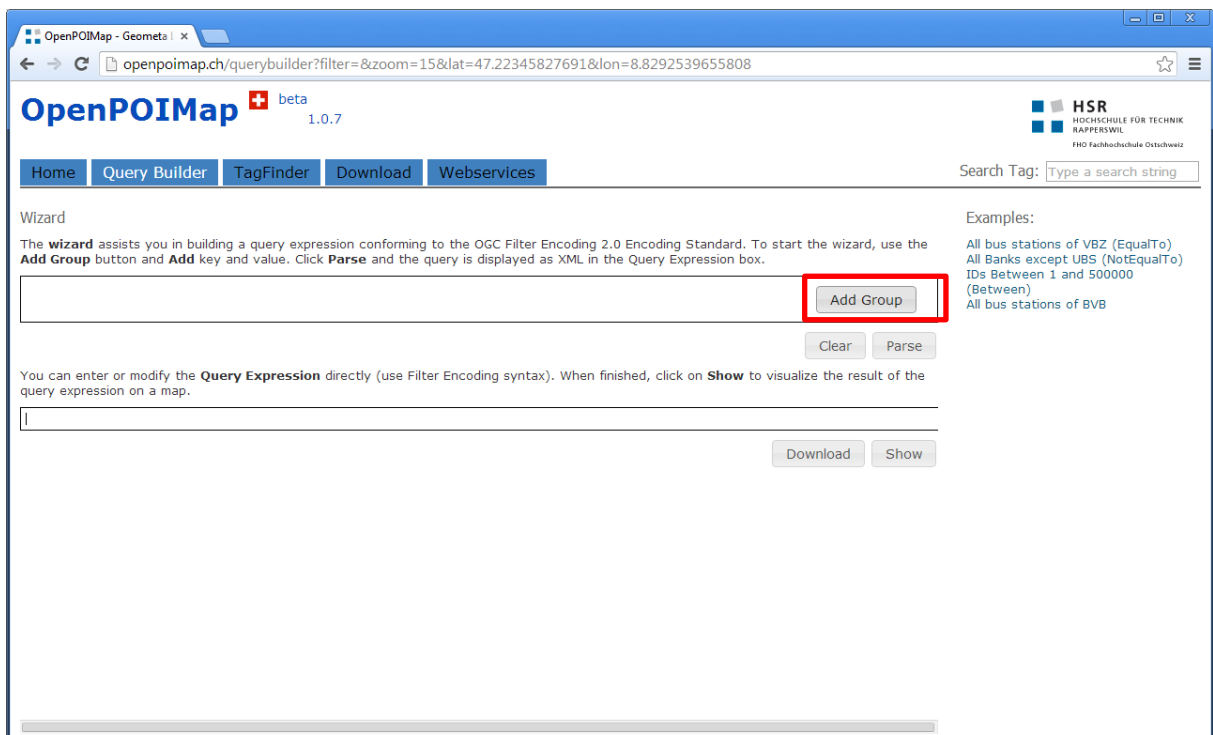 OpenPOIMap - Geometa
openpoimap.ch/querybuilder?filter=&zoom=15&lat=47.22345827691&lon=8.8292539655808
OpenPOIMap beta
1.0.7
HSR
HOCHSCHULE FÜR TECHNIK
RAPPERSWIL
FHO Fachhochschule Ostschweiz
Home Query Builder TagFinder Download Webservices
Search Tag: Type a search string
Wizard
The wizard assists you in building a query expression conforming to the OGC Filter Encoding 2.0 Encoding Standard. To start the wizard, use the
Add Group button and Add key and value. Click Parse and the query is displayed as XML in the Query Expression box.
Add Group
Clear Parse
You can enter or modify the Query Expression directly (use Filter Encoding syntax). When finished, click on Show to visualize the result of the
query expression on a map.
Download Show
Examples:
All bus stations of VBZ (EqualTo)
All Banks except UBS (NotEqualTo)
IDs Between 1 and 500000
(Between)
All bus stations of BVB